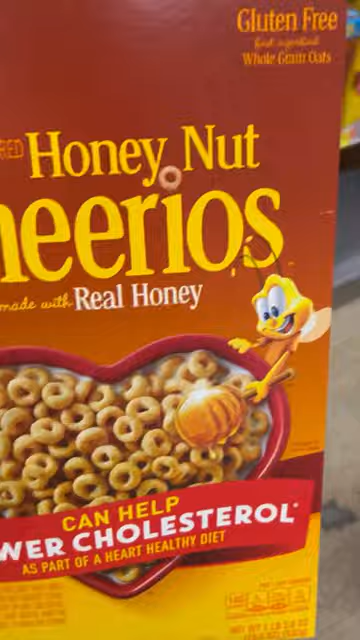 Gluten Free
first ingredient
Whole Grain Oats
RED Honey Nut
heerios
made with Real Honey
CAN HELP
WER CHOLESTEROL*
AS PART OF A HEART HEALTHY DIET